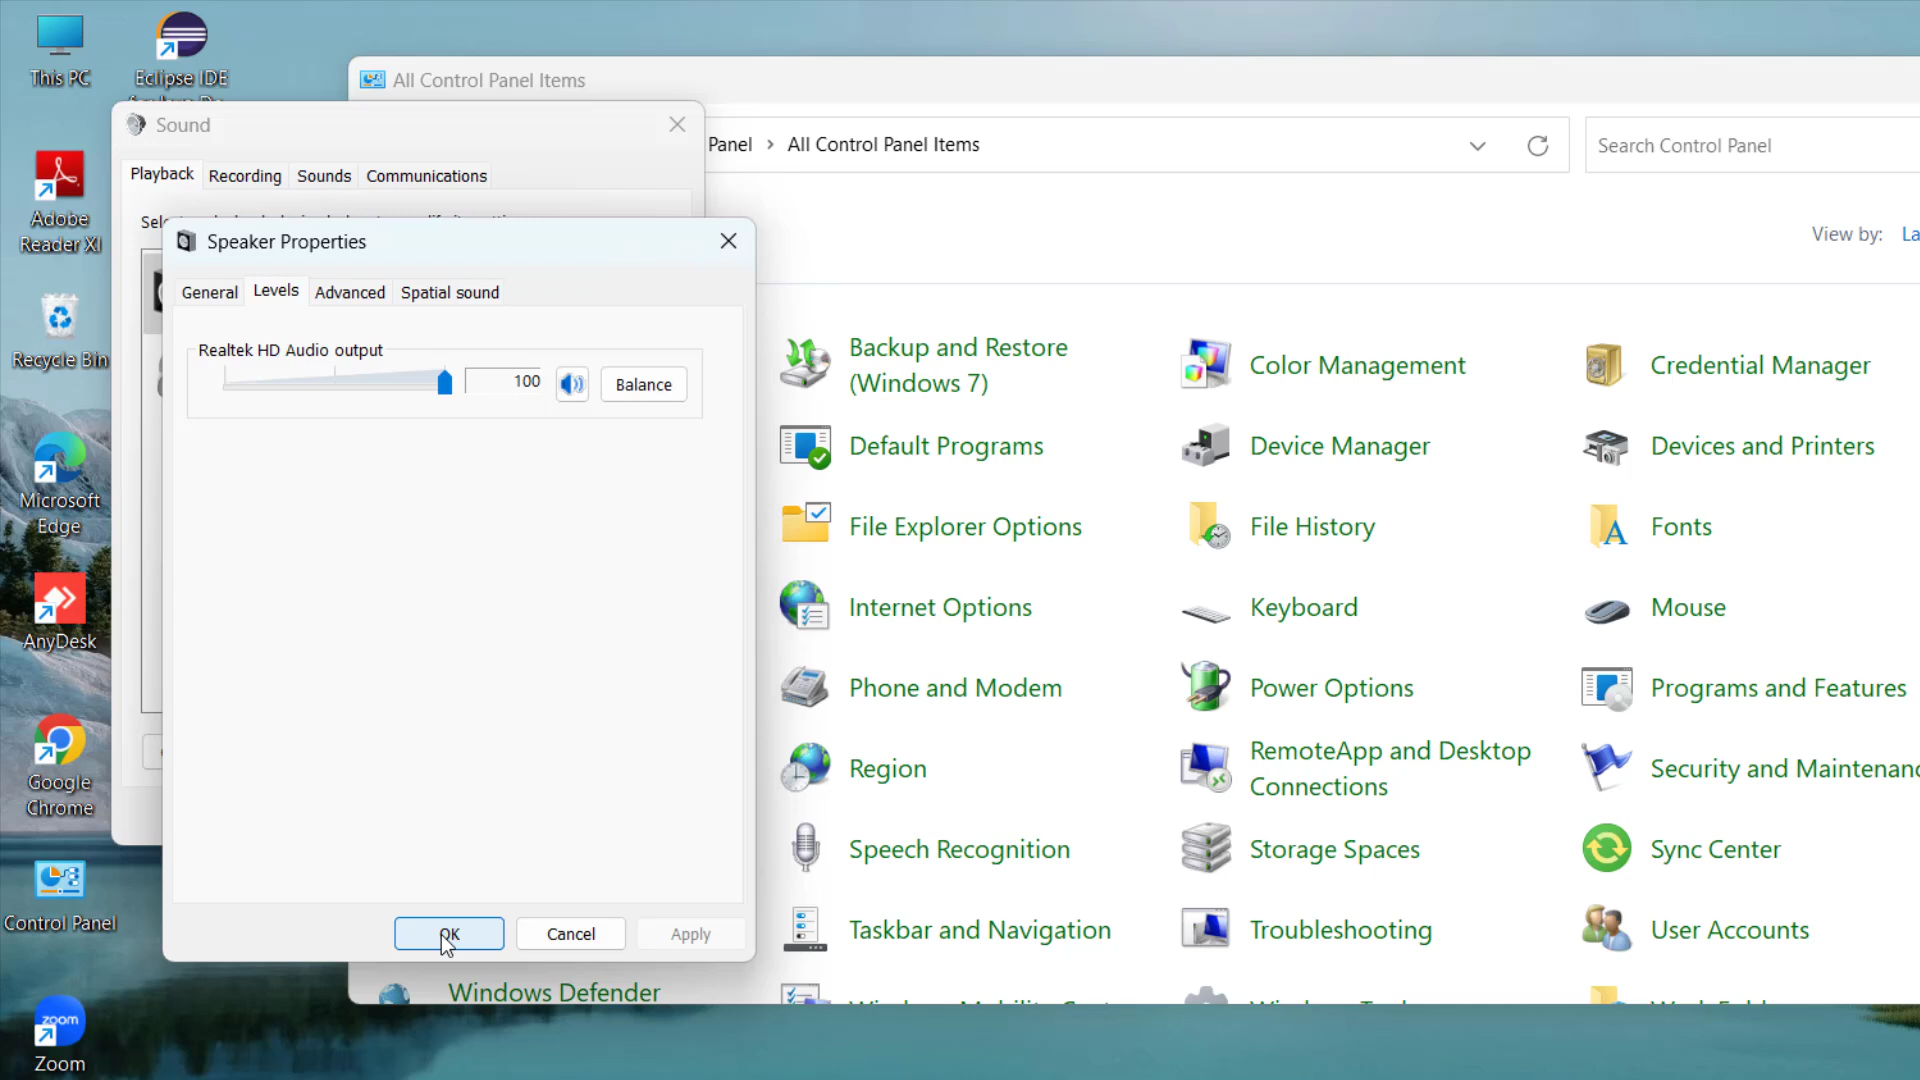 This PC
Eclipse IDE
All Control Panel Items
Sound
Panel > All Control Panel Items
Search Control Panel
Playback
Recording
Sounds
Communications
View by:
Adobe
Reader XI
Speaker Properties
General
Levels
Advanced
Spatial sound
Realtek HD Audio output
100
Balance
Recycle Bin
Backup and Restore
(Windows 7)
Color Management
Credential Manager
Default Programs
Device Manager
Devices and Printers
Microsoft
Edge
File Explorer Options
File History
Fonts
Internet Options
Keyboard
Mouse
AnyDesk
Phone and Modem
Power Options
Programs and Features
Google
Chrome
Region
RemoteApp and Desktop
Connections
Security and Maintenanc
Speech Recognition
Storage Spaces
Sync Center
Control Panel
OK
Cancel
Apply
Taskbar and Navigation
Troubleshooting
User Accounts
Windows Defender
zoom
Zoom